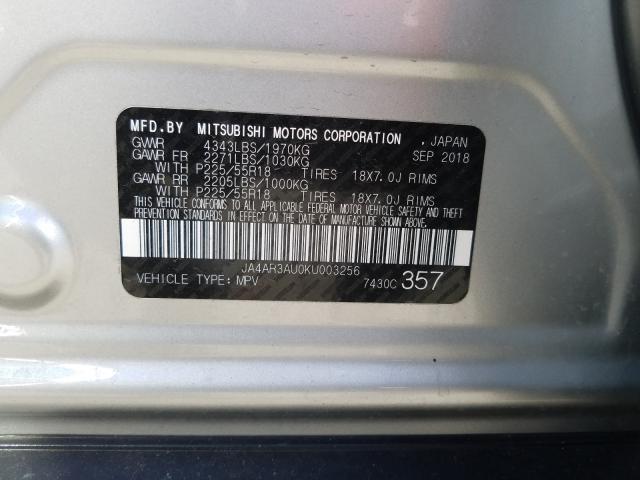 MFD.BY MITSUBISHI MOTORS CORPORATION , JAPAN
GVWR 4343LBS/1970KG SEP 2018
GAWR FR 2271LBS/1030KG
WITH P225/55R18 TIRES 18X7.0J RIMS
GAWR RR 2205LBS/1000KG
WITH P225/55R18 TIRES 18X7.0J RIMS
THIS VEHICLE CONFORMS TO ALL APPLICABLE FEDERAL MOTOR VEHICLE SAFETY AND THEFT
PREVENTION STANDARDS IN EFFECT ON THE DATE OF MANUFACTURE SHOWN
ABOVE.
JA4AR3AU0KU003256
VEHICLE TYPE: MPV 7430C 357